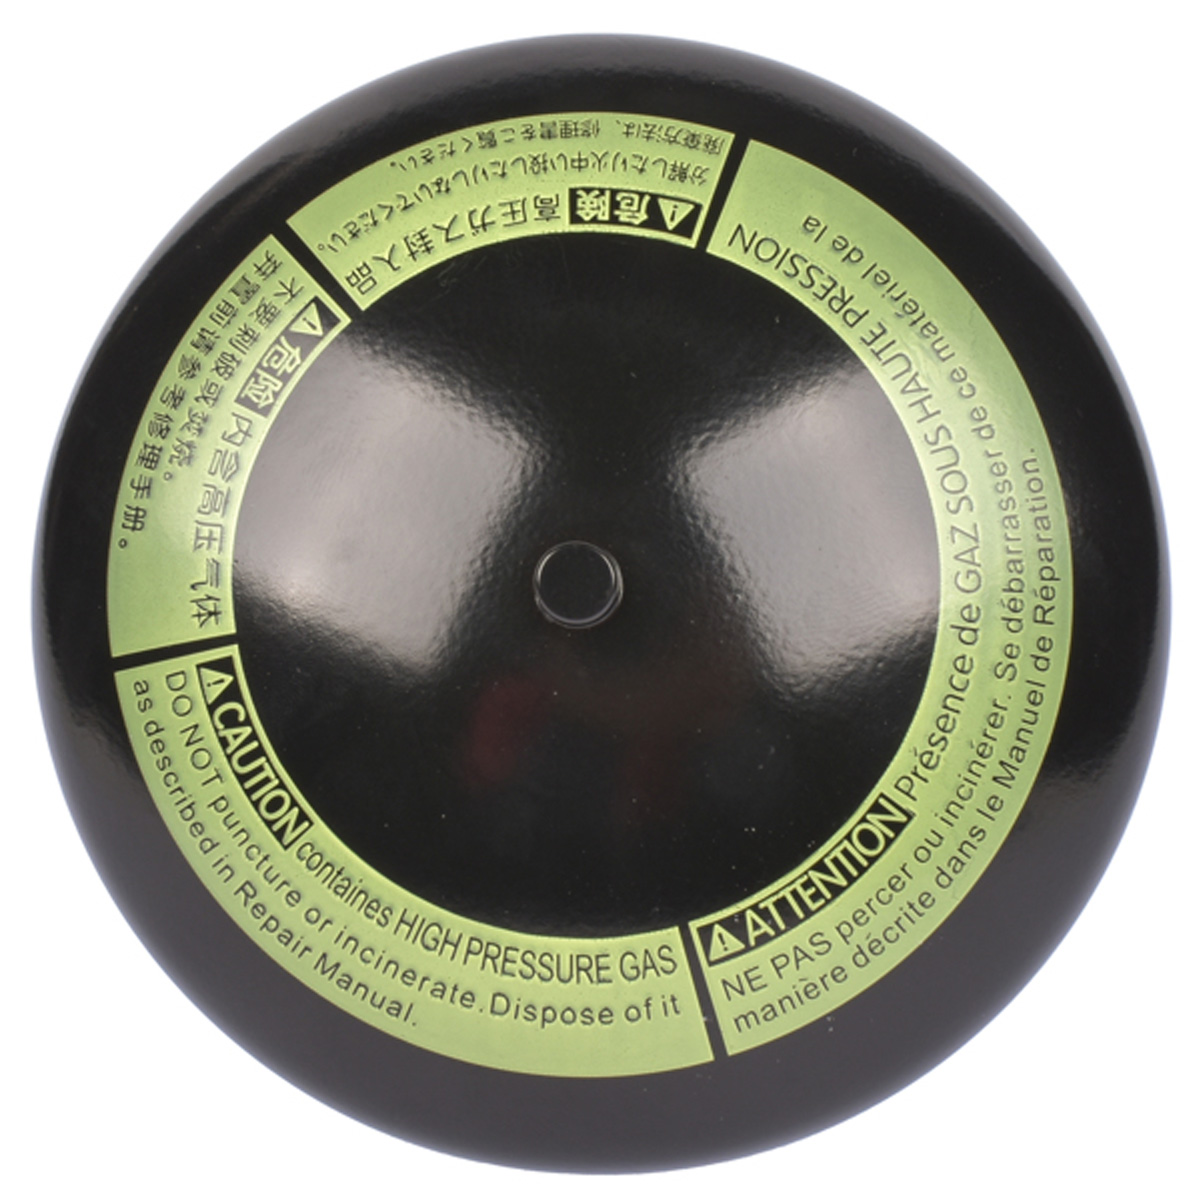 ⚠CAUTION containes HIGH PRESSURE GAS
DO NOT puncture or incinerate. Dispose of it
as described in Repair Manual.
⚠ATTENTION Présence de GAZ SOUS HAUTE PRESSION
NE PAS percer ou incinérer. Se débarrasser de ce matériel de la
manière décrite dans le Manuel de Réparation.
⚠危険 高圧ガス封入品
分解したり火中い投したりしないでください。
廃棄方法は、修理書をご覧ください。
⚠危险 内含高压气体
不要刺破或焚烧。
弃置前请参考修理手册。